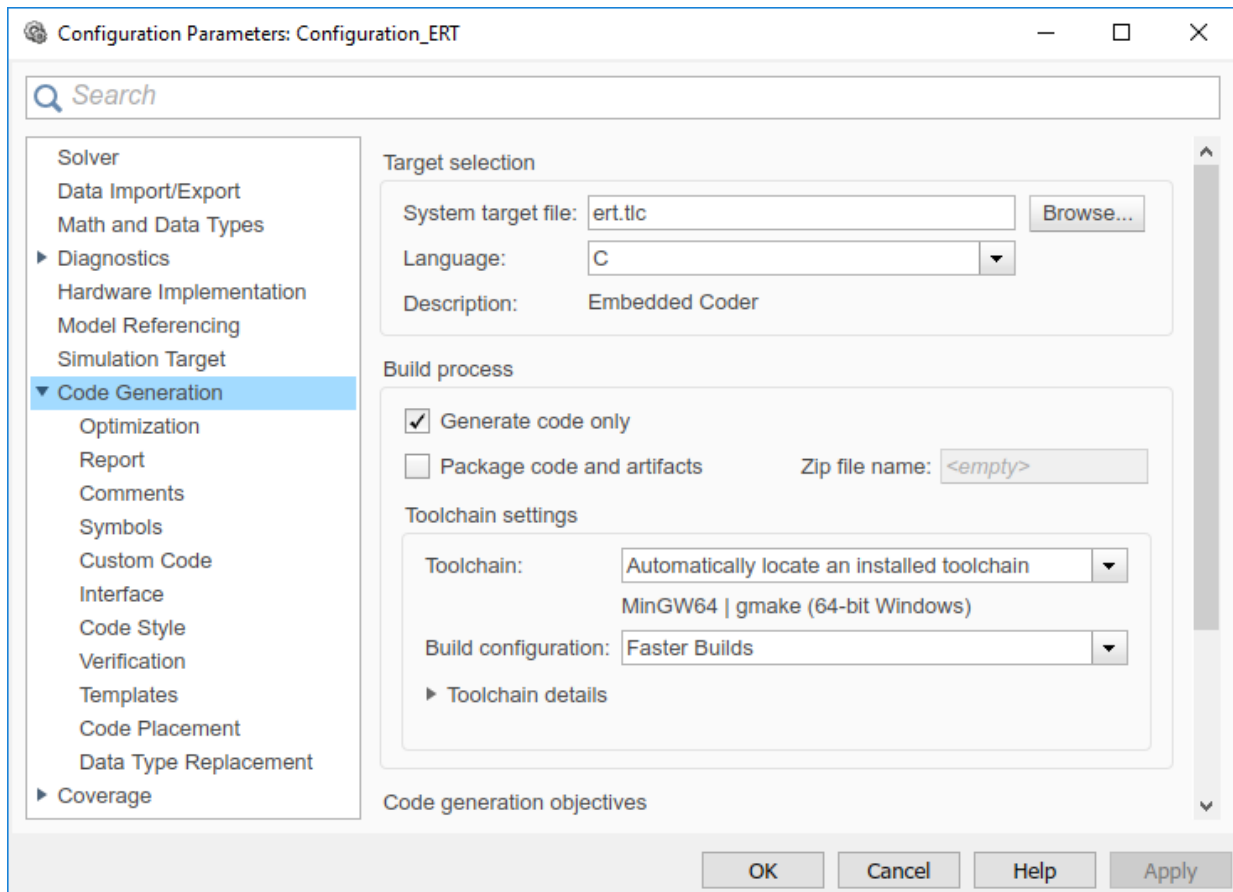 Configuration Parameters: Configuration_ERT
Search
Solver
Data Import/Export
Math and Data Types
Diagnostics
Hardware Implementation
Model Referencing
Simulation Target
Code Generation
Optimization
Report
Comments
Symbols
Custom Code
Interface
Code Style
Verification
Templates
Code Placement
Data Type Replacement
Coverage
Target selection
System target file: ert.tlc Browse...
Language: C
Description: Embedded Coder
Build process
Generate code only
Package code and artifacts Zip file name: <empty>
Toolchain settings
Toolchain: Automatically locate an installed toolchain
MinGW64 | gmake (64-bit Windows)
Build configuration: Faster Builds
Toolchain details
Code generation objectives
OK Cancel Help Apply